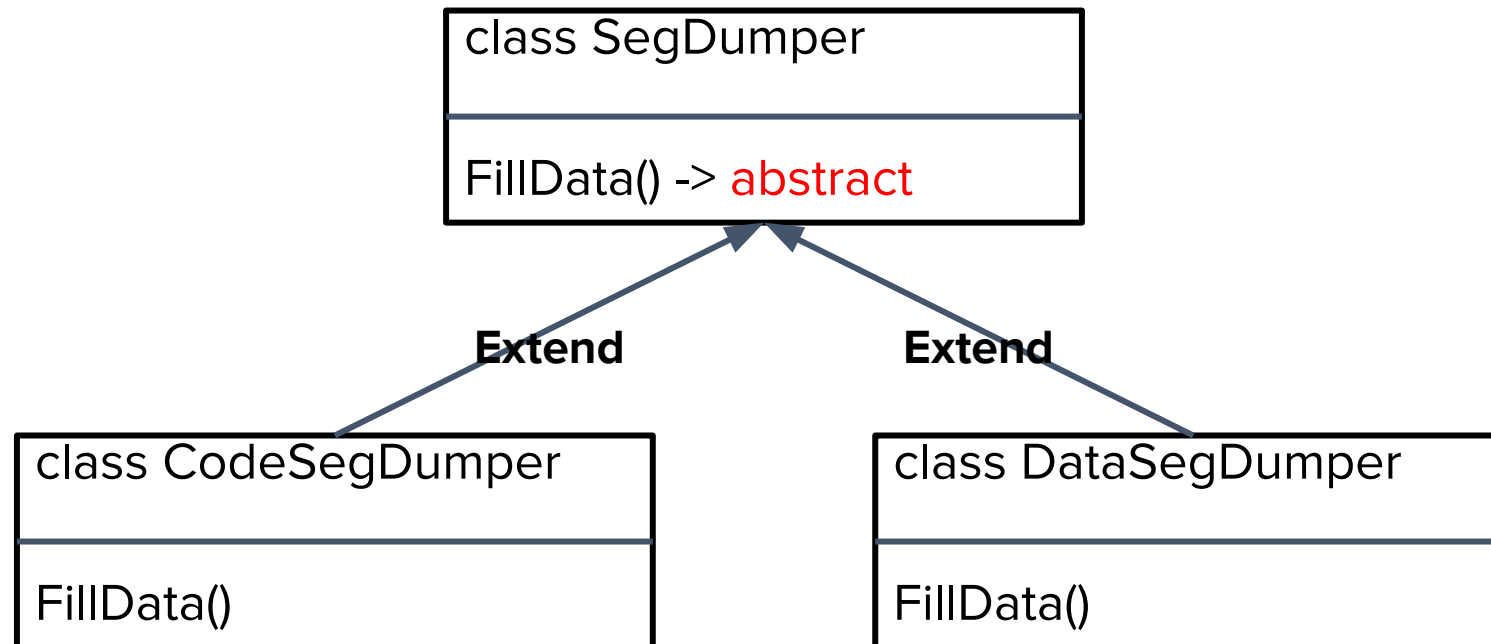 class SegDumper
FillData() -> abstract
Extend
Extend
class CodeSegDumper
FillData()
class DataSegDumper
FillData()